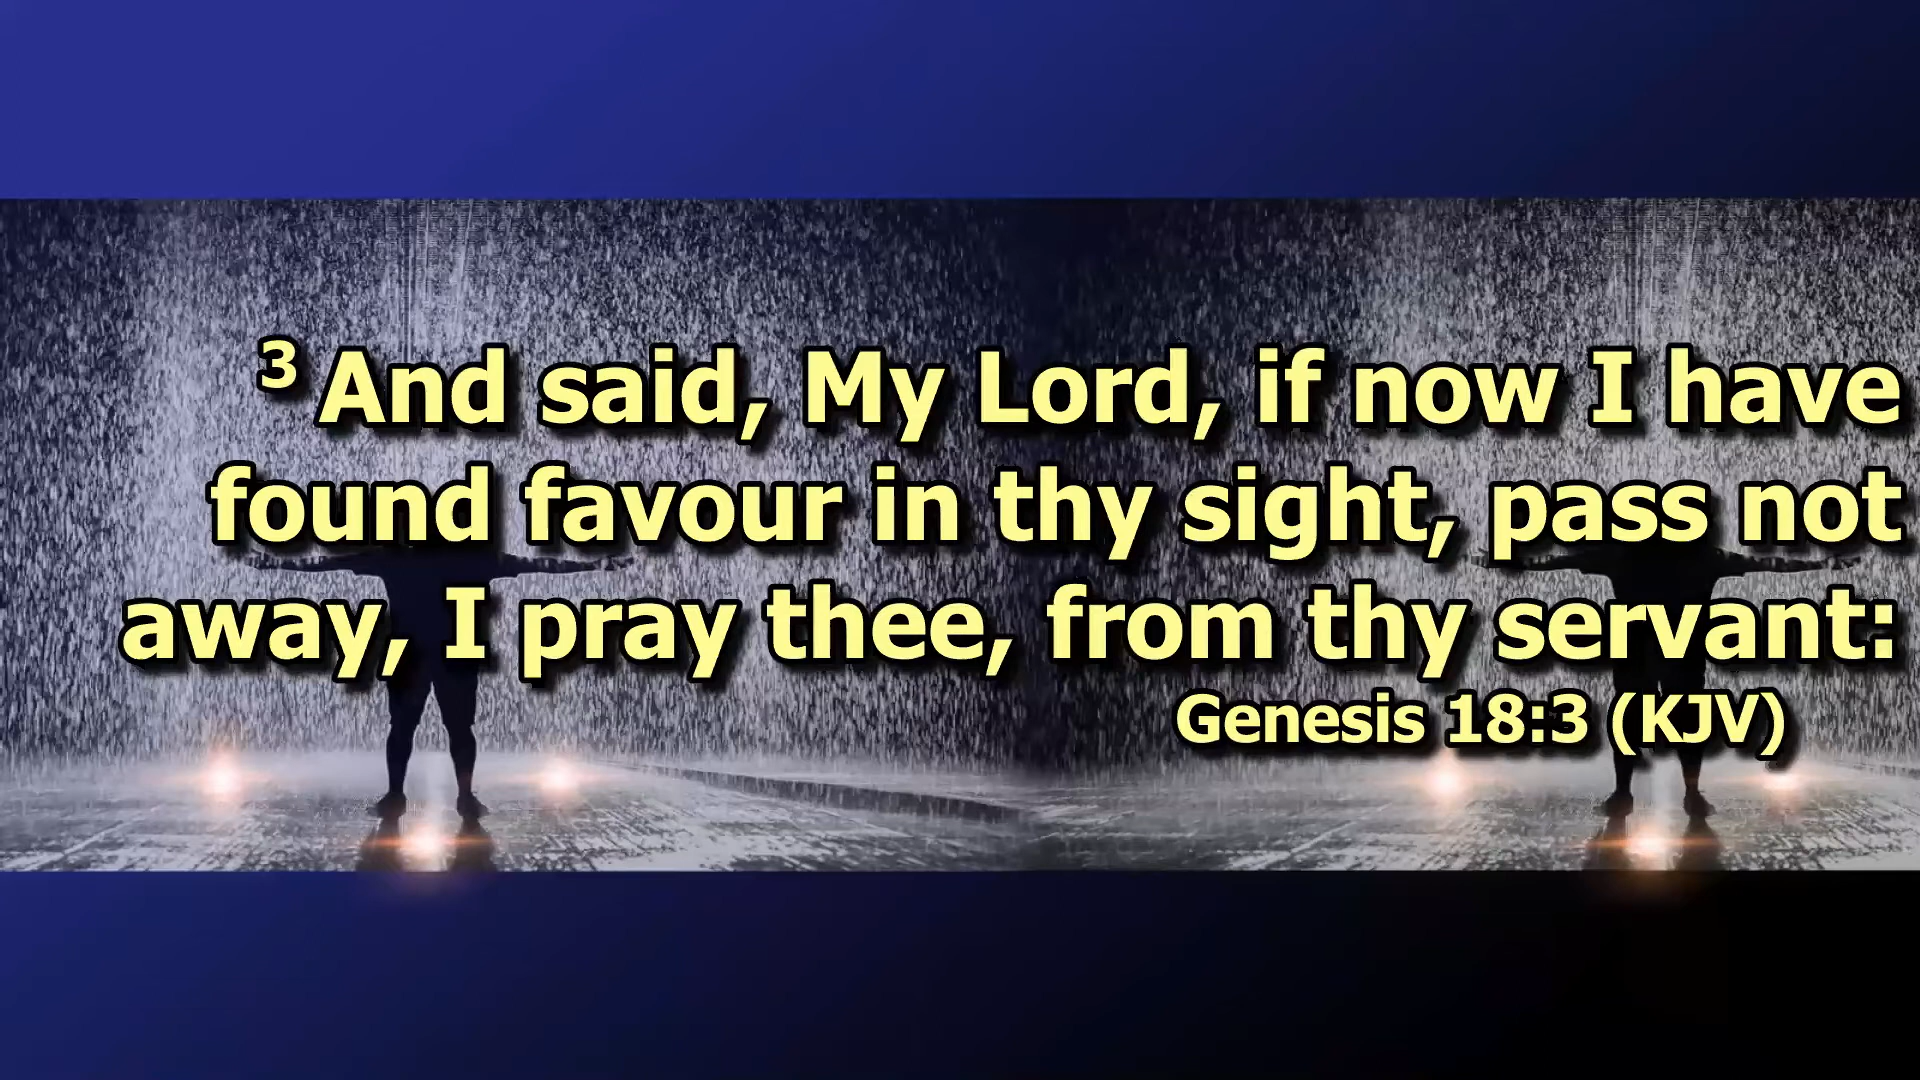 3 And said, My Lord, if now I have
found favour in thy sight, pass not
away, I pray thee, from thy servant:
Genesis 18:3 (KJV)